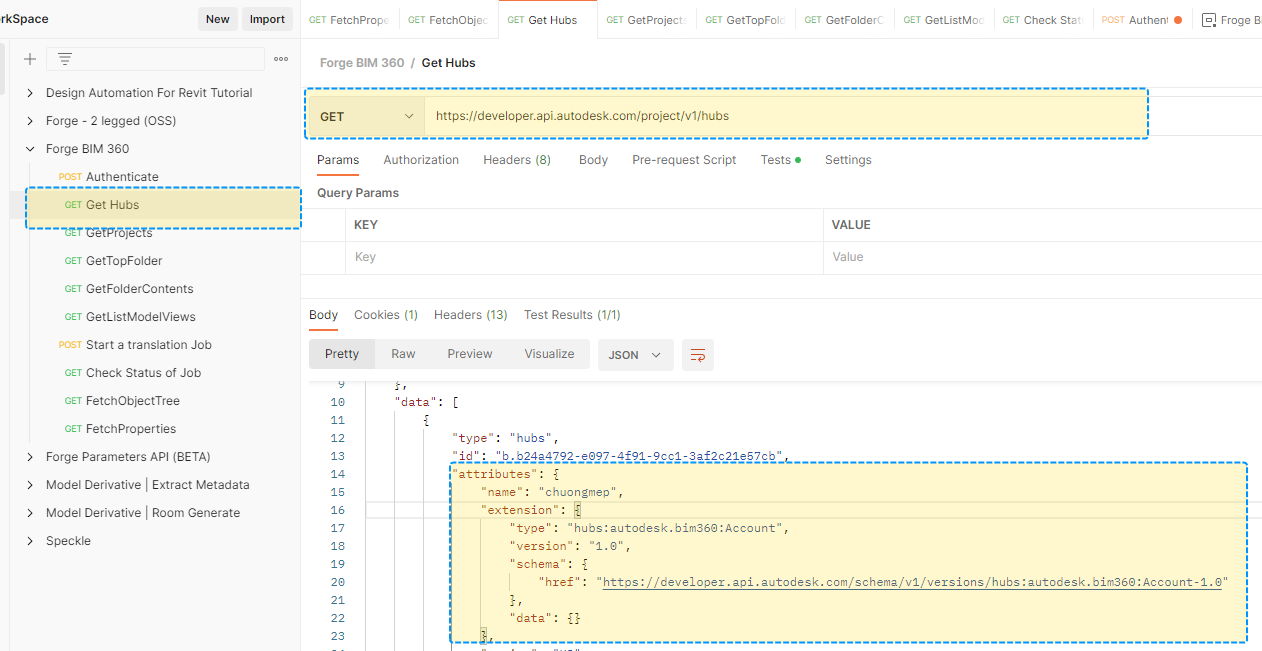 rkSpace
New
Import
GET FetchPrope
GET FetchObjec
GET Get Hubs
GET GetProjects
GET GetTopFold
GET GetFolderC
GET GetListMod
GET Check Stat
POST Authent
Froge B
Forge BIM 360 / Get Hubs
Design Automation For Revit Tutorial
Forge - 2 legged (OSS)
Forge BIM 360
POST Authenticate
GET Get Hubs
GET GetProjects
GET GetTopFolder
GET GetFolderContents
GET GetListModelViews
POST Start a translation Job
GET Check Status of Job
GET FetchObjectTree
GET FetchProperties
Forge Parameters API (BETA)
Model Derivative | Extract Metadata
Model Derivative | Room Generate
Speckle
GET https://developer.api.autodesk.com/project/v1/hubs
Params Authorization Headers (8) Body Pre-request Script Tests Settings
Query Params
KEY VALUE
Key Value
Body Cookies (1) Headers (13) Test Results (1/1)
Pretty Raw Preview Visualize JSON
9 },
10 "data": [
11 {
12 "type": "hubs",
13 "id": "b.b24a4792-e097-4f91-9cc1-3af2c21e57cb",
14 "attributes": {
15 "name": "chuongmep",
16 "extension": {
17 "type": "hubs:autodesk.bim360:Account",
18 "version": "1.0",
19 "schema": {
20 "href": "https://developer.api.autodesk.com/schema/v1/versions/hubs:autodesk.bim360:Account-1.0"
21 },
22 "data": {}
23 },